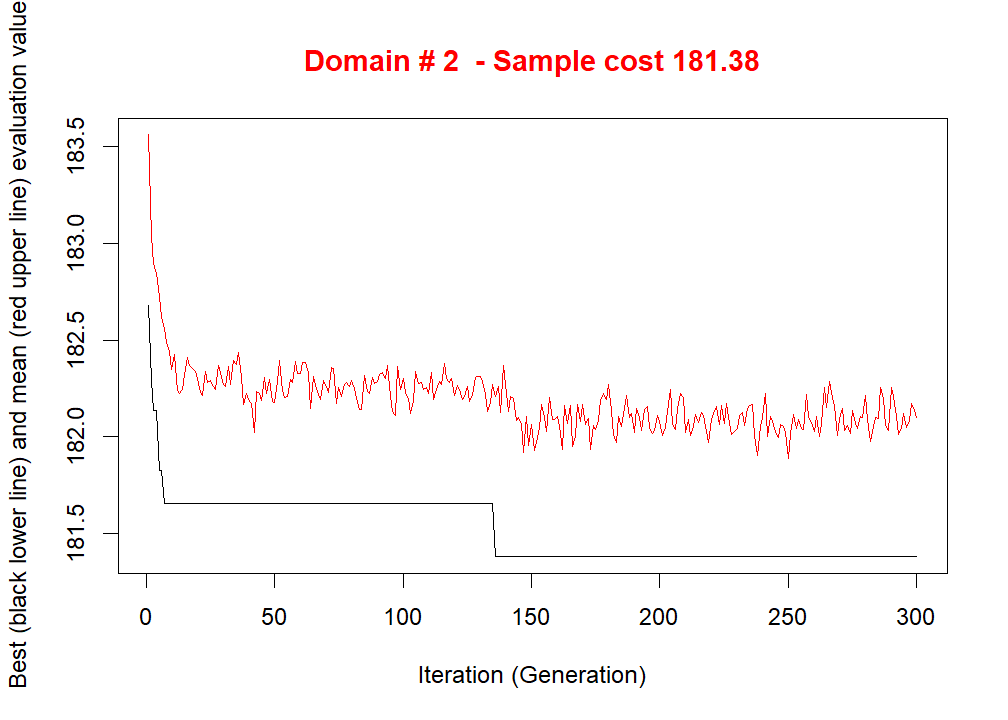 Domain # 2  - Sample cost 181.38
Best (black lower line) and mean (red upper line) evaluation value
183.5
183.0
182.5
182.0
181.5
0 50 100 150 200 250 300
Iteration (Generation)